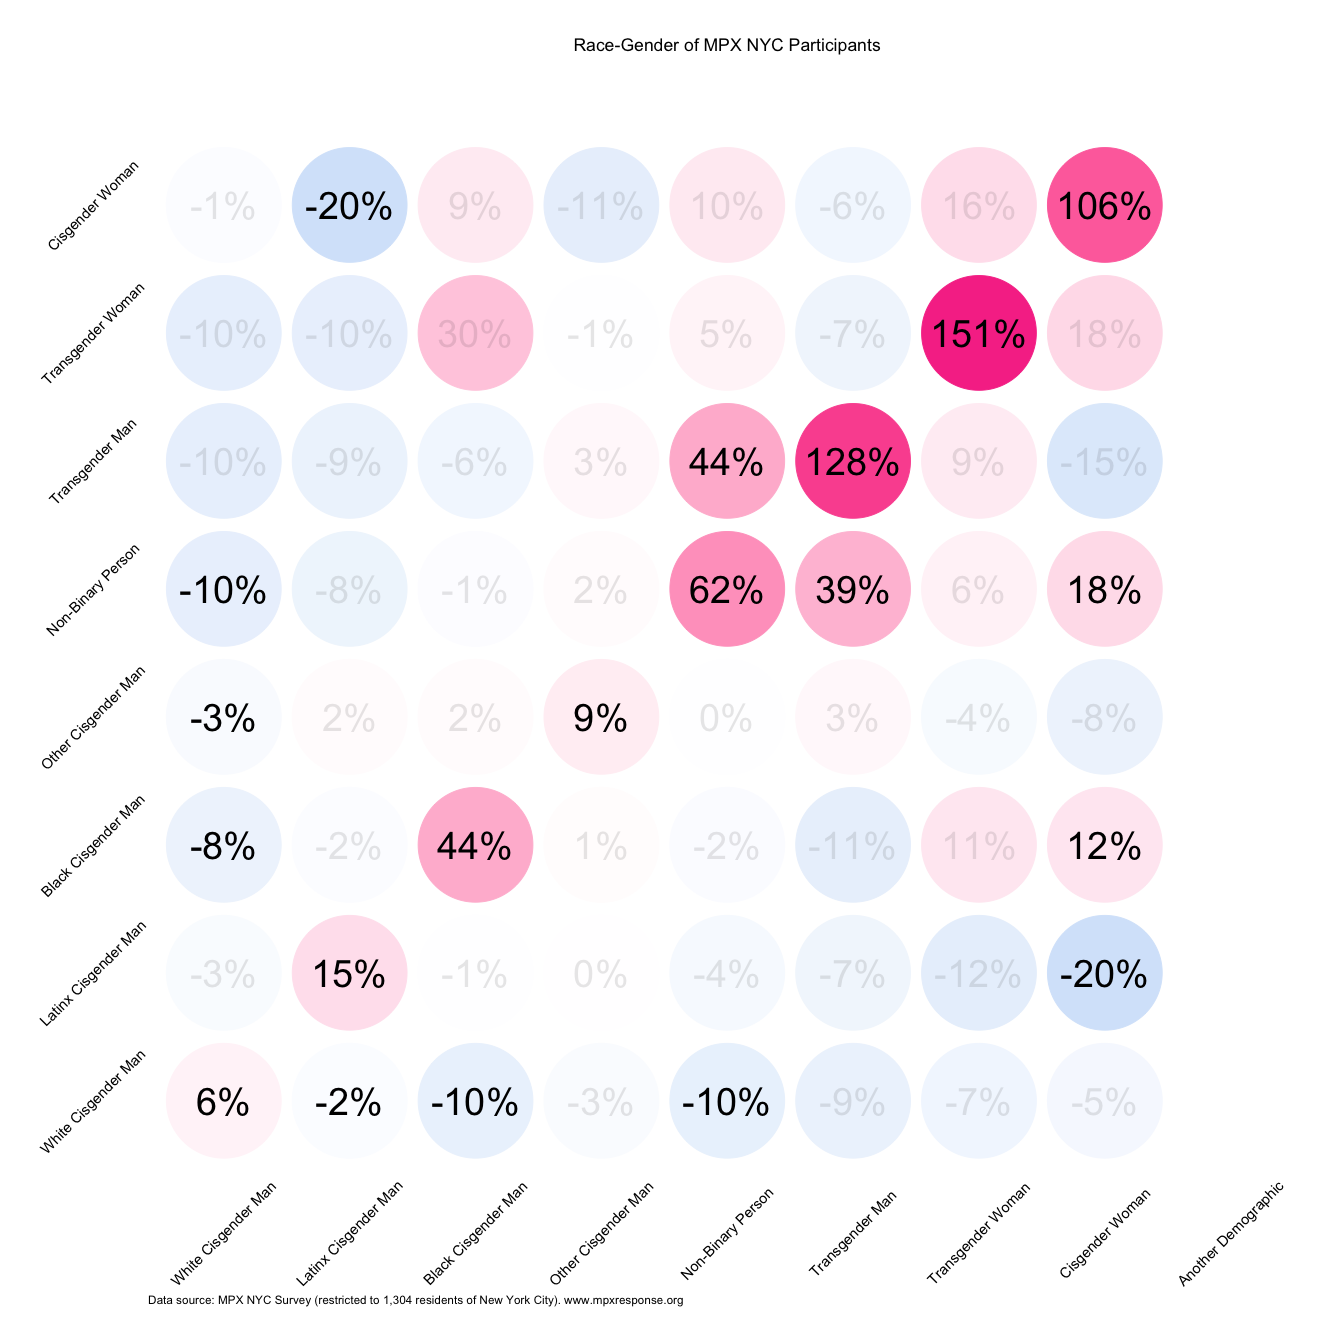 Race-Gender of MPX NYC Participants
Cisgender Woman -1% -20% 9% -11% 10% -6% 16% 106%
Transgender Woman -10% -10% 30% -1% 5% -7% 151% 18%
Transgender Man -10% -9% -6% 3% 44% 128% 9% -15%
Non-Binary Person -10% -8% -1% 2% 62% 39% 6% 18%
Other Cisgender Man -3% 2% 2% 9% 0% 3% -4% -8%
Black Cisgender Man -8% -2% 44% 1% -2% -11% 11% 12%
Latinx Cisgender Man -3% 15% -1% 0% -4% -7% -12% -20%
White Cisgender Man 6% -2% -10% -3% -10% -9% -7% -5%
White Cisgender Man
Latinx Cisgender Man
Black Cisgender Man
Other Cisgender Man
Non-Binary Person
Transgender Man
Transgender Woman
Cisgender Woman
Another Demographic
Data source: MPX NYC Survey (restricted to 1,304 residents of New York City). www.mpxresponse.org